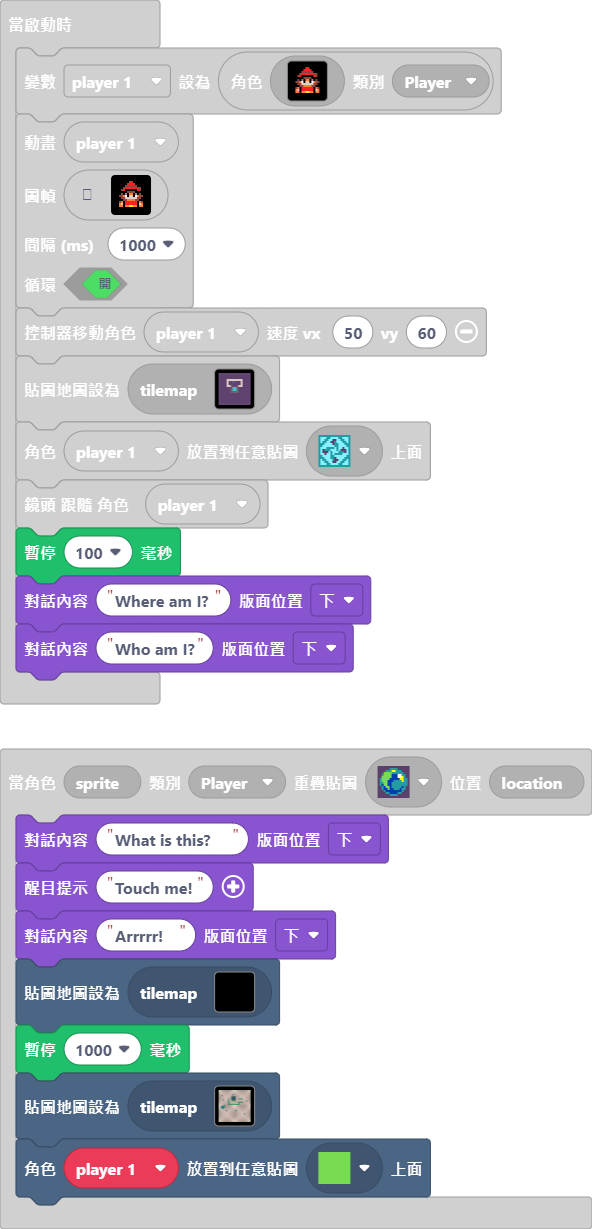 當啟動時
變數 player 1 設為 角色 類別 Player
動畫 player 1
圖幀
間隔 (ms) 1000
循環 開
控制器移動角色 player 1 速度 vx 50 vy 60
貼圖地圖設為 tilemap
角色 player 1 放置到任意貼圖 上面
鏡頭 跟隨 角色 player 1
暫停 100 毫秒
對話內容 "Where am I? " 版面位置 下
對話內容 "Who am I?" 版面位置 下
當角色 sprite 類別 Player 重疊貼圖 位置 location
對話內容 "What is this? " 版面位置 下
醒目提示 "Touch me! "
對話內容 "Arrrrr! " 版面位置 下
貼圖地圖設為 tilemap
暫停 1000 毫秒
貼圖地圖設為 tilemap
角色 player 1 放置到任意貼圖 上面